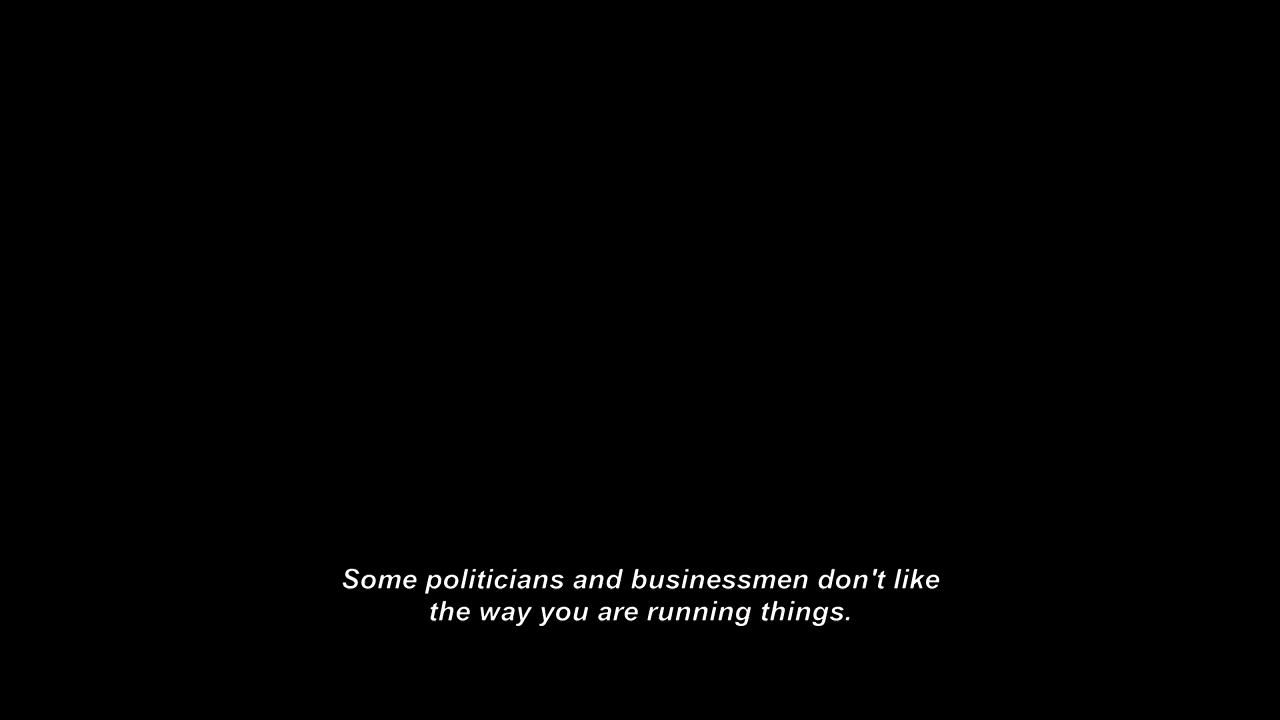 Some politicians and businessmen don't like
the way you are running things.